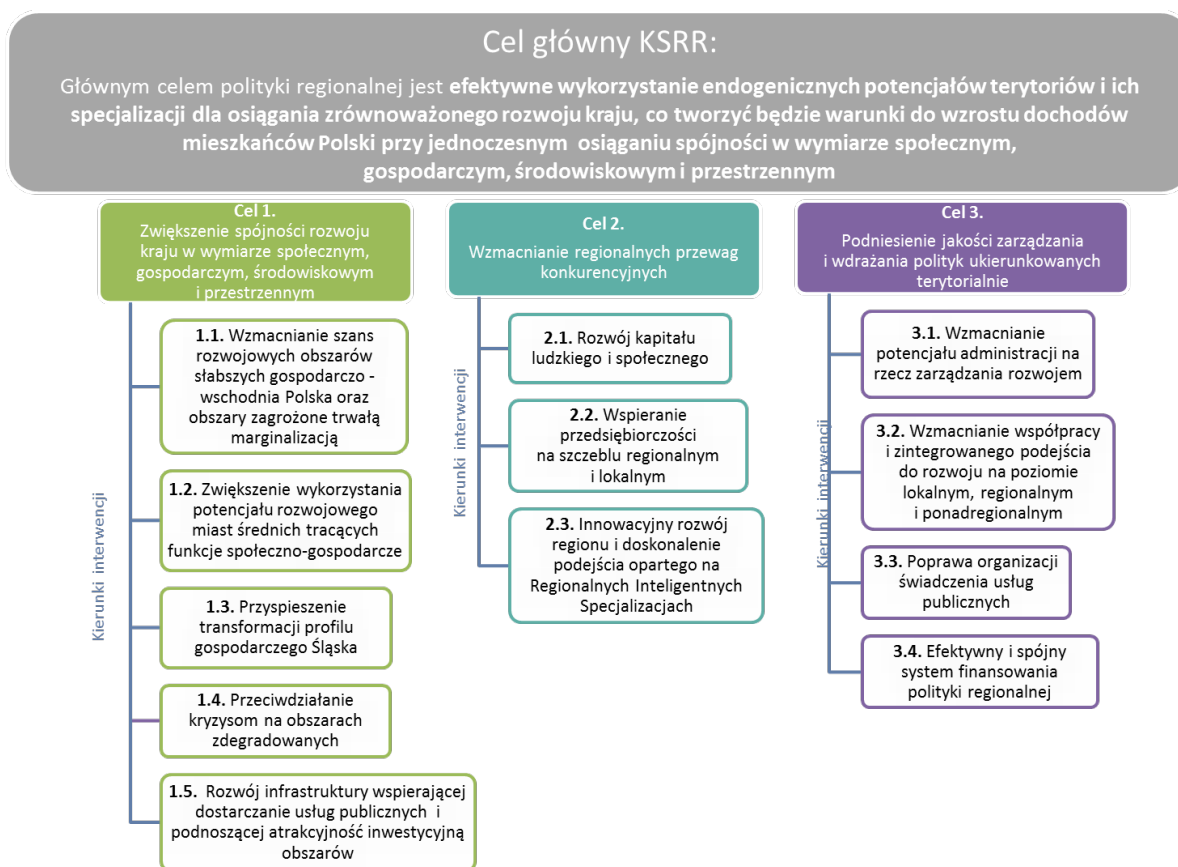 Cel główny KSRR:
Głównym celem polityki regionalnej jest efektywne wykorzystanie endogenicznych potencjałów terytoriów i ich
specjalizacji dla osiągania zrównoważonego rozwoju kraju, co tworzyć będzie warunki do wzrostu dochodów
mieszkańców Polski przy jednoczesnym osiąganiu spójności w wymiarze społecznym,
gospodarczym, środowiskowym i przestrzennym
Cel 1.
Zwiększenie spójności rozwoju
kraju w wymiarze społecznym,
gospodarczym, środowiskowym
i przestrzennym
Kierunki interwencji
1.1. Wzmacnianie szans
rozwojowych obszarów
słabszych gospodarczo -
wschodnia Polska oraz
obszary zagrożone trwałą
marginalizacją
1.2. Zwiększenie wykorzystania
potencjału rozwojowego
miast średnich tracących
funkcje społeczno-gospodarcze
1.3. Przyspieszenie
transformacji profilu
gospodarczego Śląska
1.4. Przeciwdziałanie
kryzysom na obszarach
zdegradowanych
1.5. Rozwój infrastruktury wspierającej
dostarczanie usług publicznych i
podnoszącej atrakcyjność inwestycyjną
obszarów
Cel 2.
Wzmacnianie regionalnych przewag
konkurencyjnych
Kierunki interwencji
2.1. Rozwój kapitału
ludzkiego i społecznego
2.2. Wspieranie
przedsiębiorczości
na szczeblu regionalnym
i lokalnym
2.3. Innowacyjny rozwój
regionu i doskonalenie
podejścia opartego na
Regionalnych Inteligentnych
Specjalizacjach
Cel 3.
Podniesienie jakości zarządzania
i wdrażania polityk ukierunkowanych
terytorialnie
Kierunki interwencji
3.1. Wzmacnianie
potencjału administracji na
rzecz zarządzania rozwojem
3.2. Wzmacnianie współpracy
i zintegrowanego podejścia
do rozwoju na poziomie
lokalnym, regionalnym
i ponadregionalnym
3.3. Poprawa organizacji
świadczenia usług
publicznych
3.4. Efektywny i spójny
system finansowania
polityki regionalnej